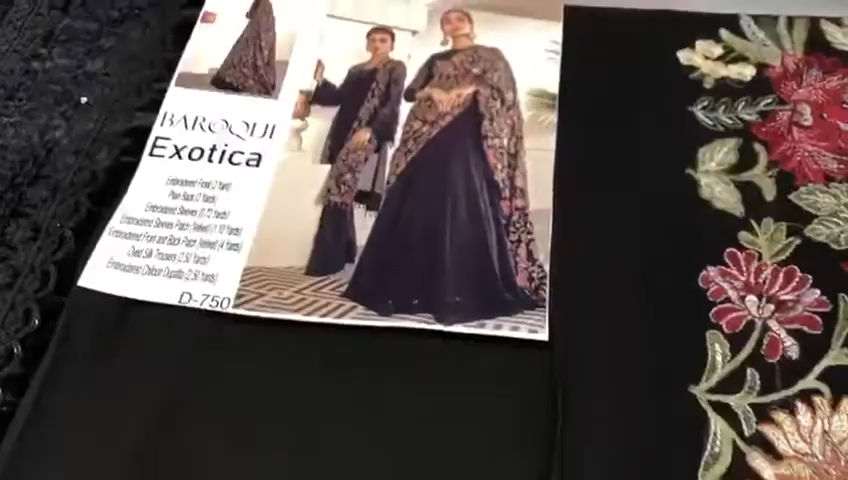 BAROQUI
Exotica
Embroidered Front (2 Yards)
Plain Back (2 Yards)
Embroidered Sleeves (0.72 Yards)
Embroidered Sleeves Patch (Velvet) (1.10 Yards)
Embroidered Front and Back Patch (Velvet) (4 Yards)
Dyed Silk Trousers (2.50 Yards)
Embroidered Chiffon Dupatta (2.50 Yards)
D-750